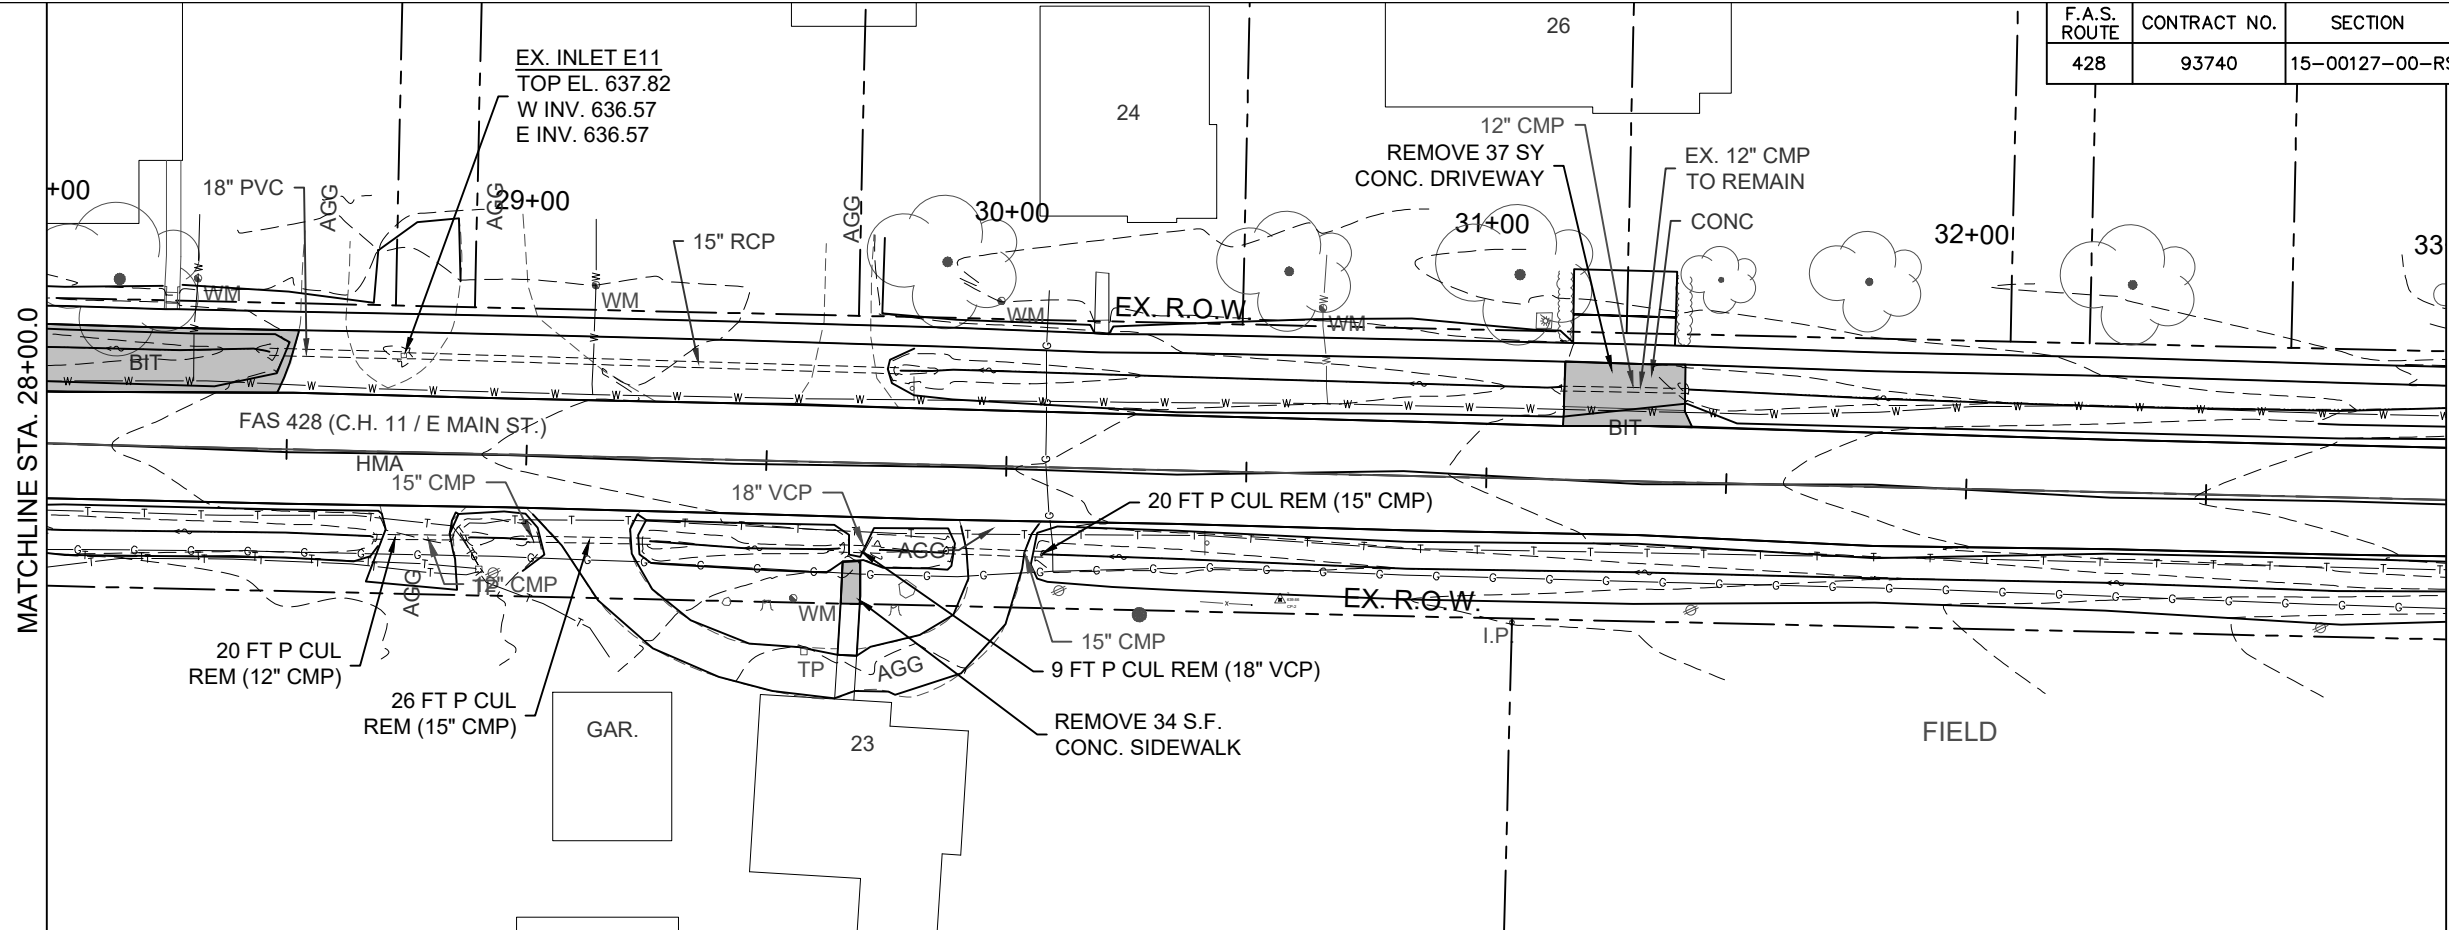 F.A.S. ROUTE
CONTRACT NO.
SECTION
428
93740
15-00127-00-RS
26
24
EX. INLET E11
TOP EL. 637.82
W INV. 636.57
E INV. 636.57
12" CMP
REMOVE 37 SY
CONC. DRIVEWAY
EX. 12" CMP
TO REMAIN
CONC
+00
18" PVC
AGG
AGG
29+00
AGG
30+00
31+00
32+00
33
15" RCP
WM
WM
WM
EX. R.O.W.
WM
MATCHLINE STA. 28+00.0
BIT
BIT
FAS 428 (C.H. 11 / E MAIN ST.)
HMA
15" CMP
18" VCP
20 FT P CUL REM (15" CMP)
AGG
AGG
12" CMP
WM
EX. R.O.W.
I.P.
15" CMP
TP
AGG
20 FT P CUL
REM (12" CMP)
9 FT P CUL REM (18" VCP)
26 FT P CUL
REM (15" CMP)
GAR.
23
REMOVE 34 S.F.
CONC. SIDEWALK
FIELD